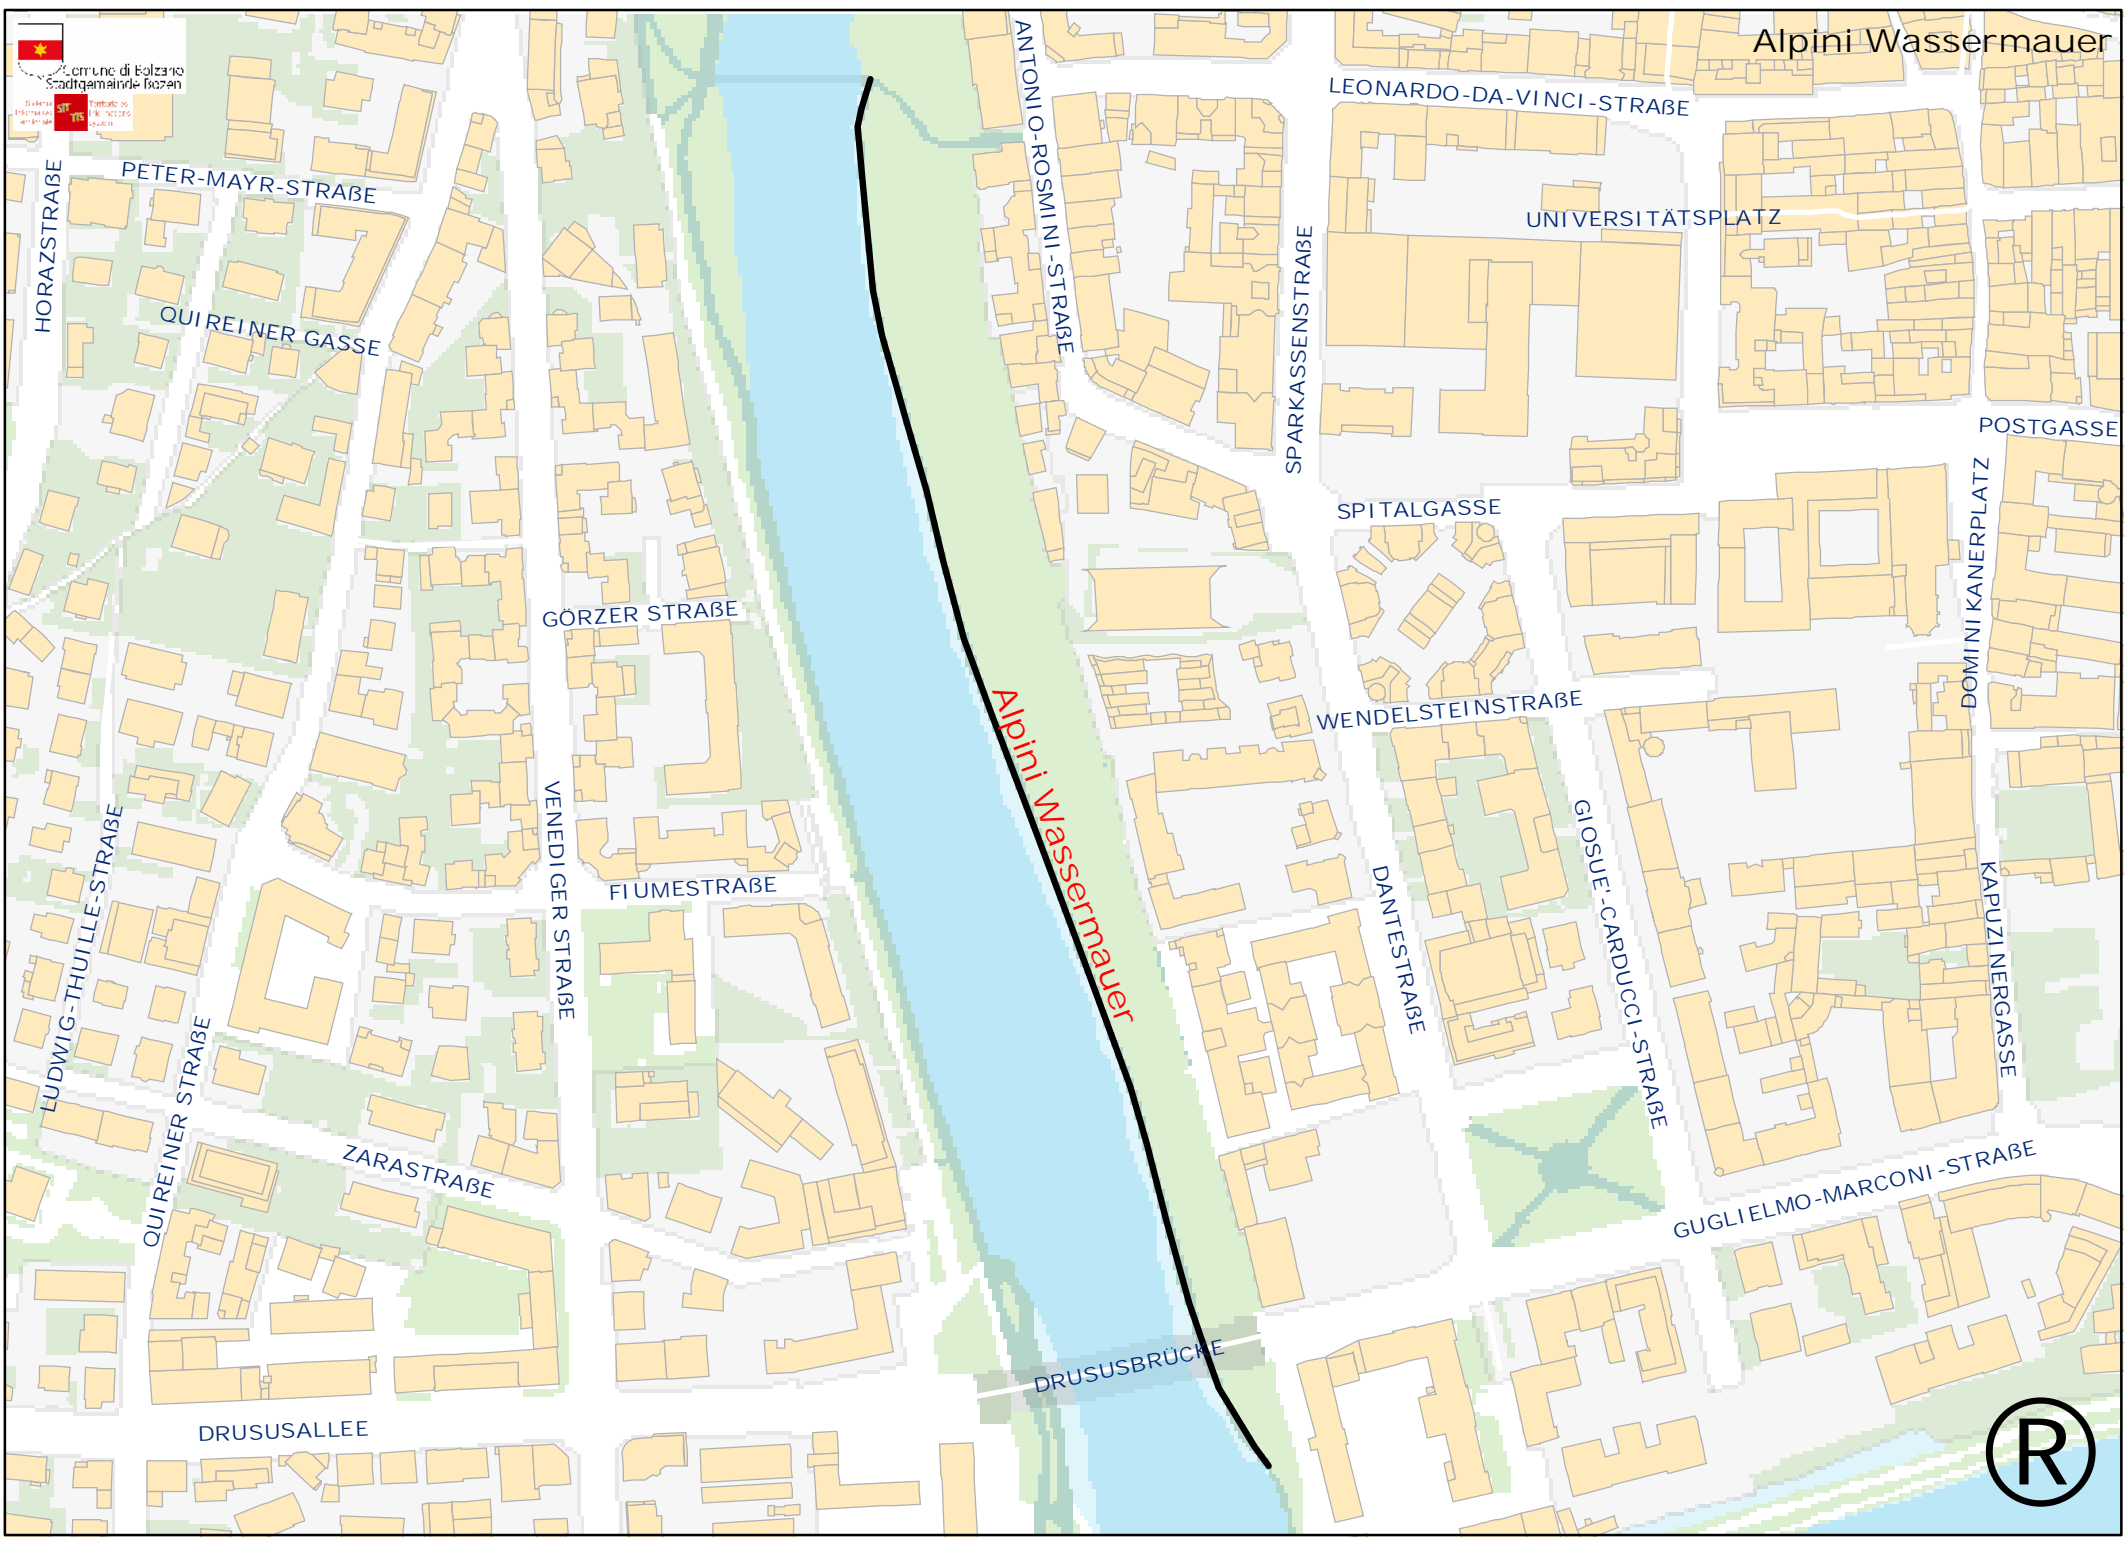 Alpini Wassermauer
Comune di Bolzano
Stadtgemeinde Bozen
SIT
TIS
ANTONIO-ROSMINI-STRAßE
LEONARDO-DA-VINCI-STRAßE
HORAZSTRAßE
PETER-MAYR-STRAßE
UNIVERSITÄTSPLATZ
SPARKASSENSTRAßE
QUIREINER GASSE
POSTGASSE
SPITALGASSE
DOMINIKANERPLATZ
GÖRZER STRAßE
WENDELSTEINSTRAßE
Alpini Wassermauer
VENEDIGER STRAßE
LUDWIG-THUILLE-STRAßE
GIOSUE'-CARDUCCI-STRAßE
DANTESTRAßE
KAPUZINERGASSE
FIUMESTRAßE
QUIREINER STRAßE
ZARASTRAßE
GUGLIELMO-MARCONI-STRAßE
DRUSUSBRÜCKE
DRUSUSALLEE
®